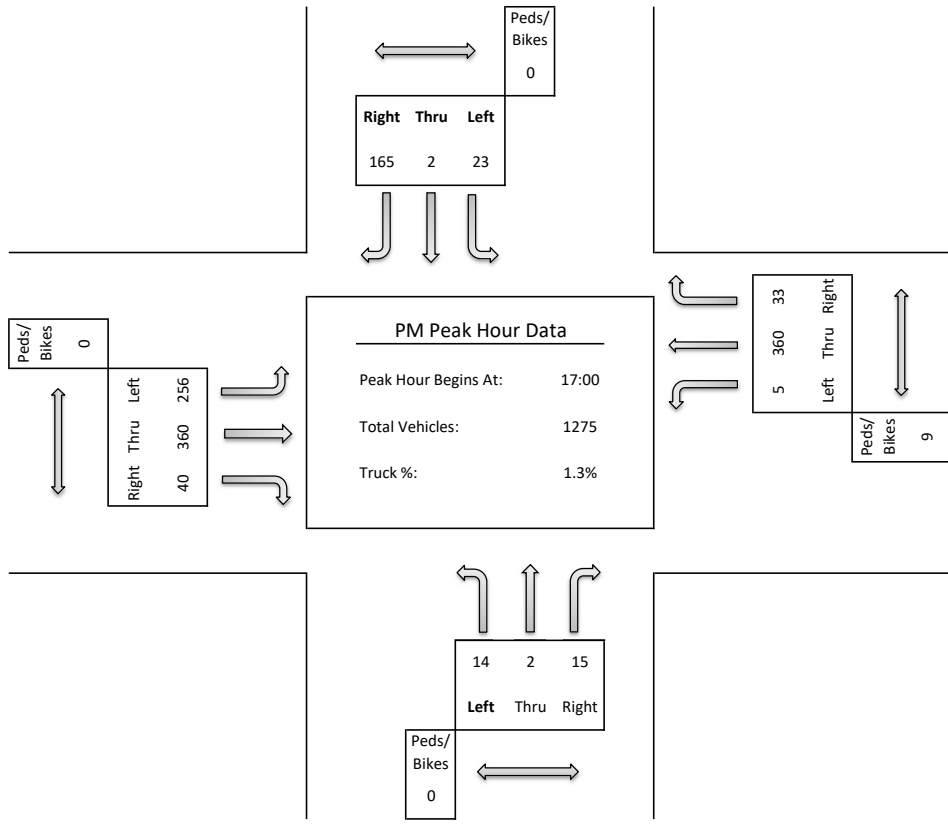 Peds/
Bikes
0
Right Thru Left
165 2 23
33 Right
360 Thru
5 Left
Peds/
Bikes
9
Peds/
Bikes
0
Left 256
Thru 360
Right 40
PM Peak Hour Data
Peak Hour Begins At: 17:00
Total Vehicles: 1275
Truck %: 1.3%
14 2 15
Left Thru Right
Peds/
Bikes
0